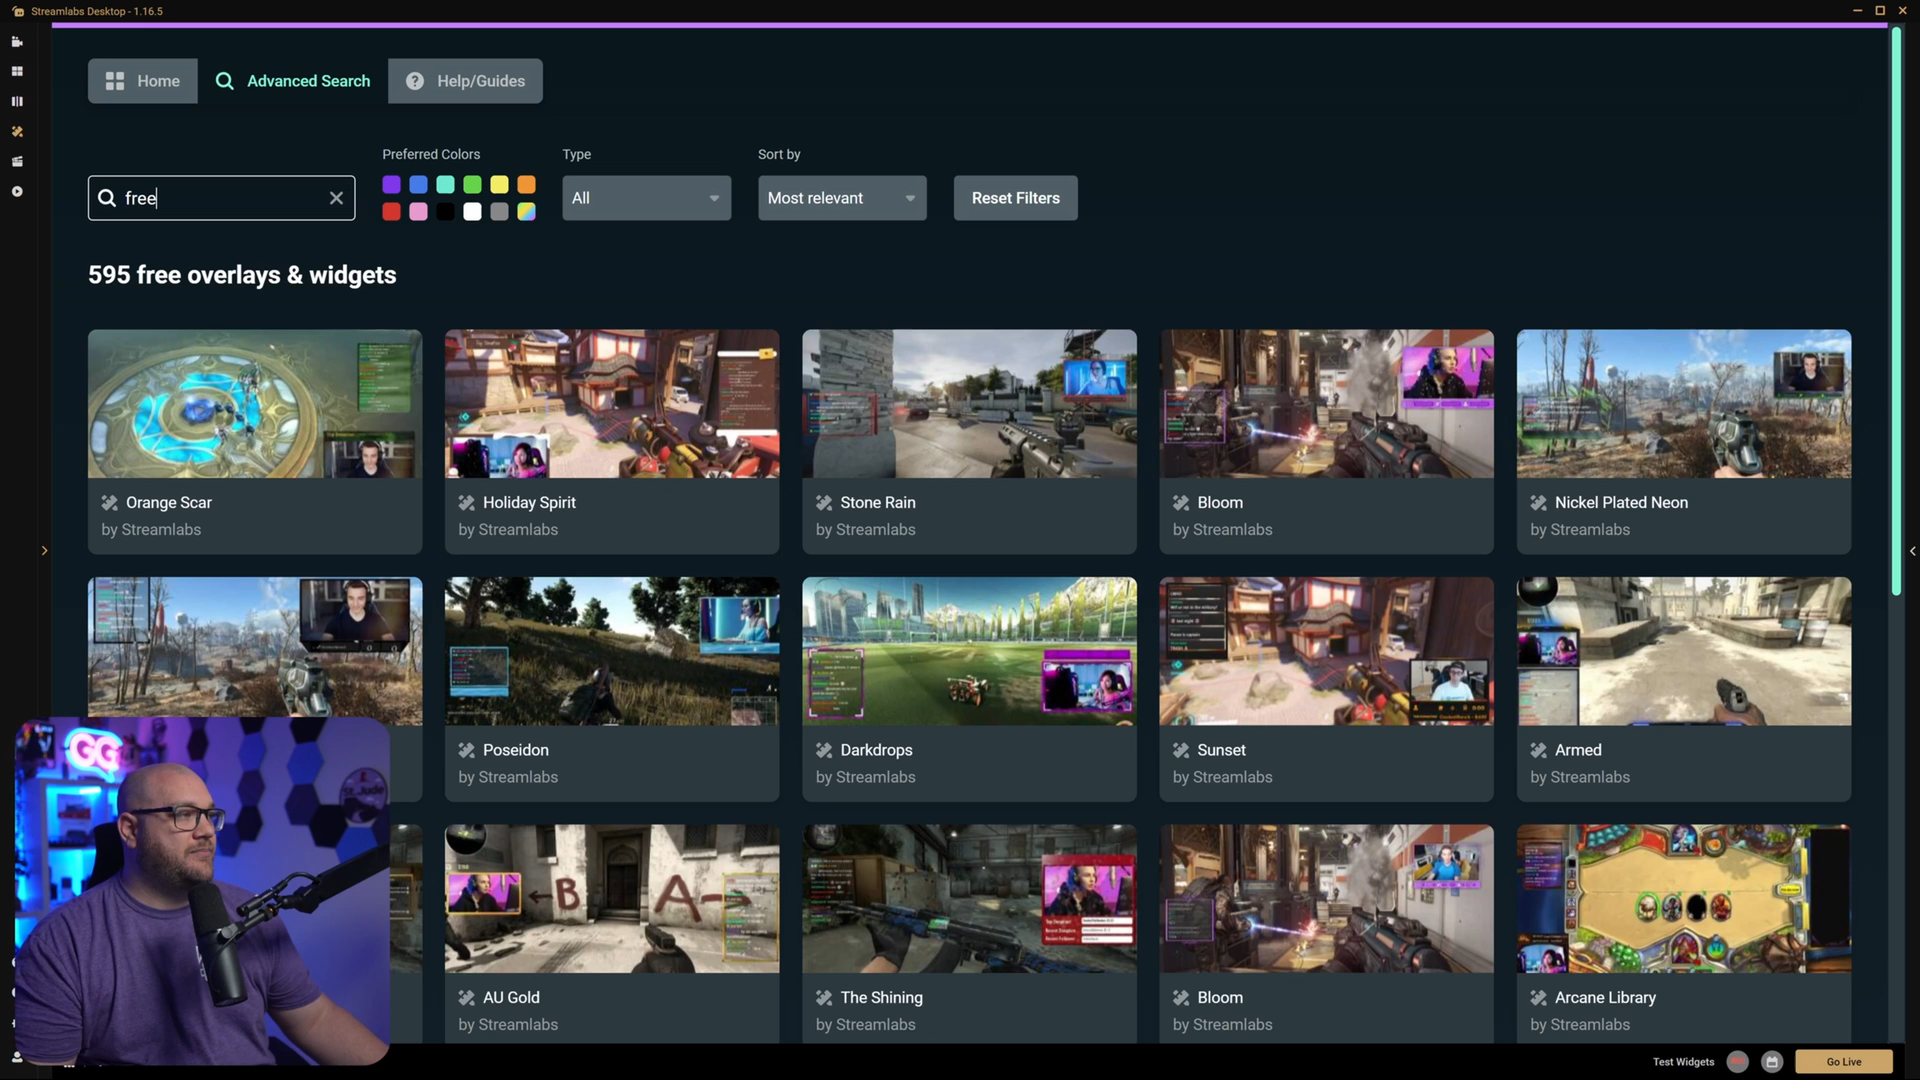 Streamlabs Desktop - 1.16.5
Home
Advanced Search
Help/Guides
Preferred Colors
Type
Sort by
free
All
Most relevant
Reset Filters
595 free overlays & widgets
Orange Scar
by Streamlabs
Holiday Spirit
by Streamlabs
Stone Rain
by Streamlabs
Bloom
by Streamlabs
Nickel Plated Neon
by Streamlabs
Poseidon
by Streamlabs
Darkdrops
by Streamlabs
Sunset
by Streamlabs
Armed
by Streamlabs
B
A
GG
St. Jude
AU Gold
by Streamlabs
The Shining
by Streamlabs
Bloom
by Streamlabs
Arcane Library
by Streamlabs
Test Widgets
Go Live